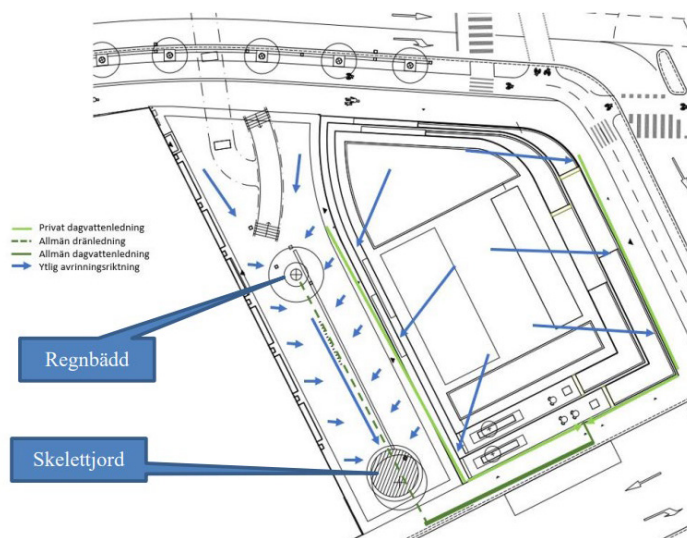 Privat dagvattenledning
Allmän dränledning
Allmän dagvattenledning
Ytlig avrinningsriktning
Regnbädd
Skelettjord